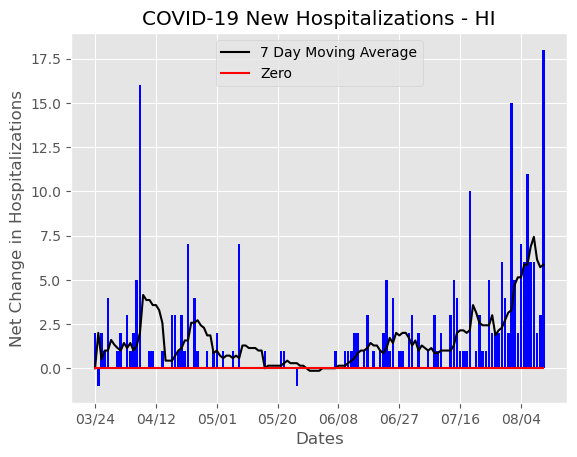 COVID-19 New Hospitalizations - HI
7 Day Moving Average
Zero
Net Change in Hospitalizations
17.5
15.0
12.5
10.0
7.5
5.0
2.5
0.0
03/24 04/12 05/01 05/20 06/08 06/27 07/16 08/04
Dates